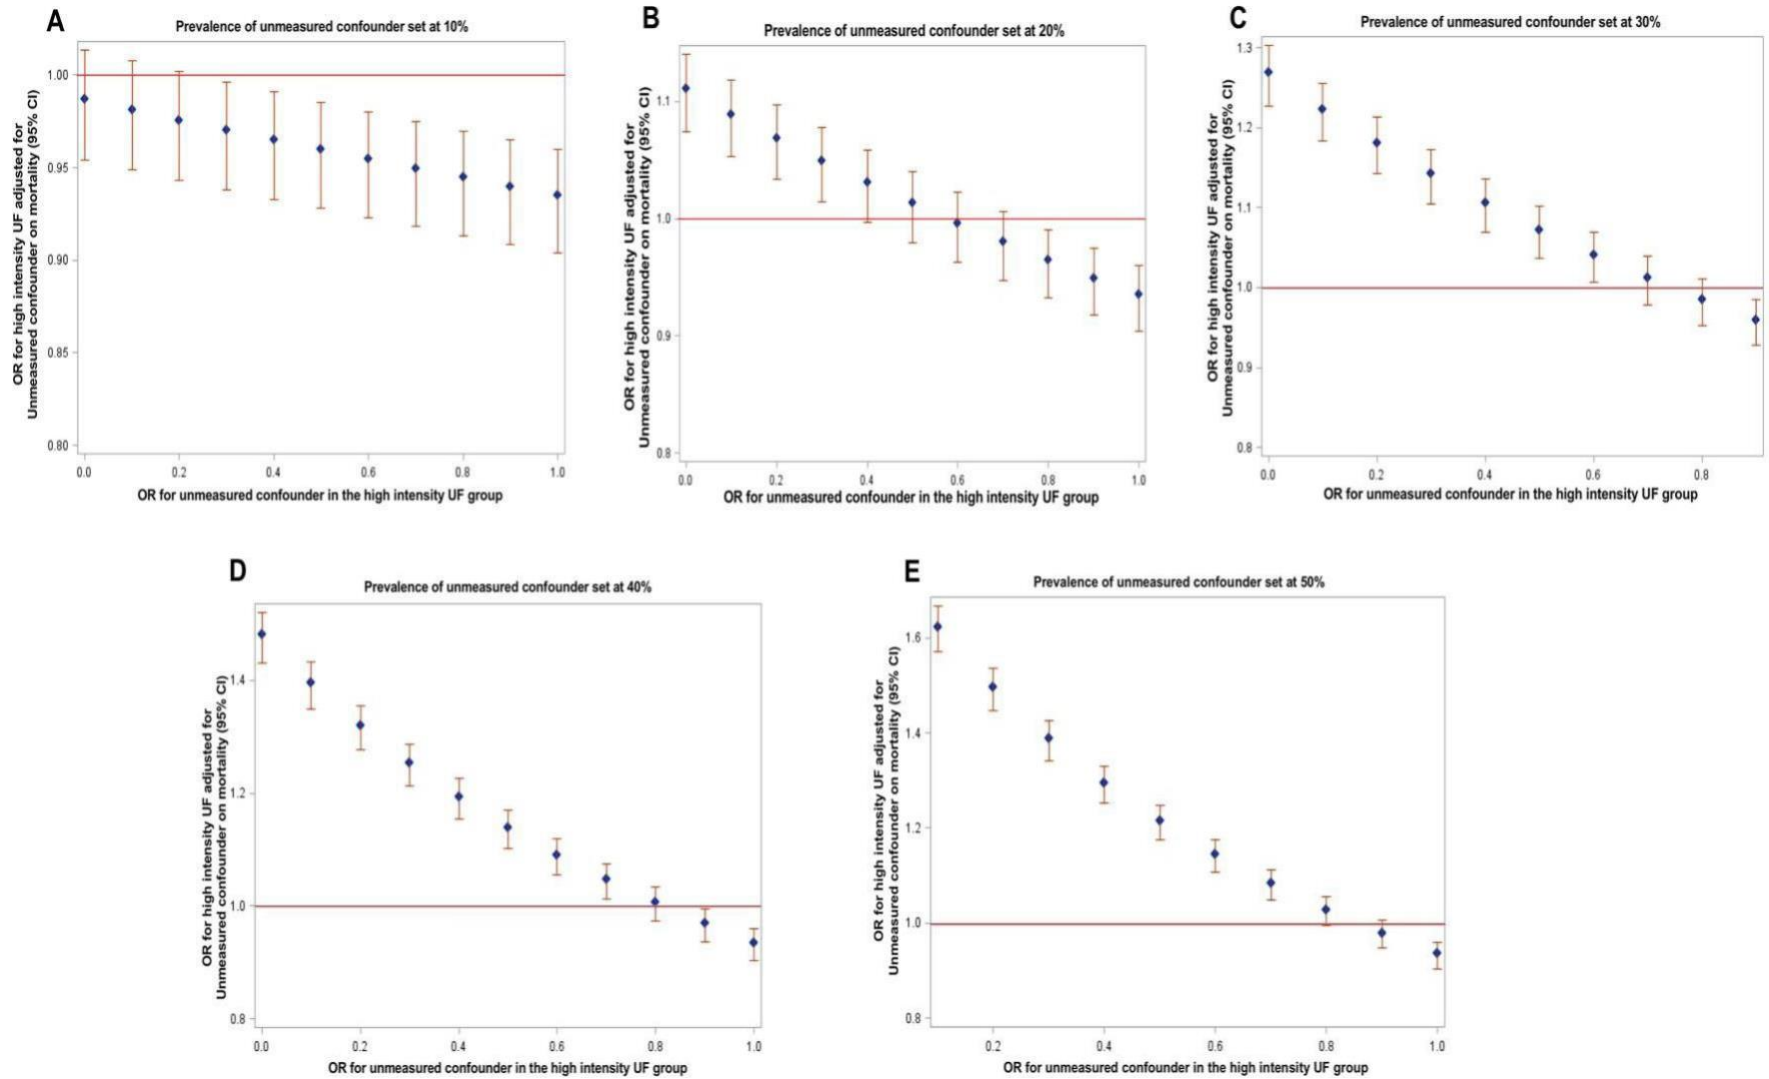 A
Prevalence of unmeasured confounder set at 10%
OR for high intensity UF adjusted for
Unmeasured confounder on mortality (95% CI)
1.00
0.95
0.90
0.85
0.80
0.0 0.2 0.4 0.6 0.8 1.0
OR for unmeasured confounder in the high intensity UF group
B
Prevalence of unmeasured confounder set at 20%
OR for high intensity UF adjusted for
Unmeasured confounder on mortality (95% CI)
1.1
1.0
0.9
0.8
0.0 0.2 0.4 0.6 0.8 1.0
OR for unmeasured confounder in the high intensity UF group
C
Prevalence of unmeasured confounder set at 30%
OR for high intensity UF adjusted for
Unmeasured confounder on mortality (95% CI)
1.3
1.2
1.1
1.0
0.9
0.8
0.0 0.2 0.4 0.6 0.8
OR for unmeasured confounder in the high intensity UF group
D
Prevalence of unmeasured confounder set at 40%
OR for high intensity UF adjusted for
Unmeasured confounder on mortality (95% CI)
1.4
1.2
1.0
0.8
0.0 0.2 0.4 0.6 0.8 1.0
OR for unmeasured confounder in the high intensity UF group
E
Prevalence of unmeasured confounder set at 50%
OR for high intensity UF adjusted for
Unmeasured confounder on mortality (95% CI)
1.6
1.4
1.2
1.0
0.8
0.2 0.4 0.6 0.8 1.0
OR for unmeasured confounder in the high intensity UF group